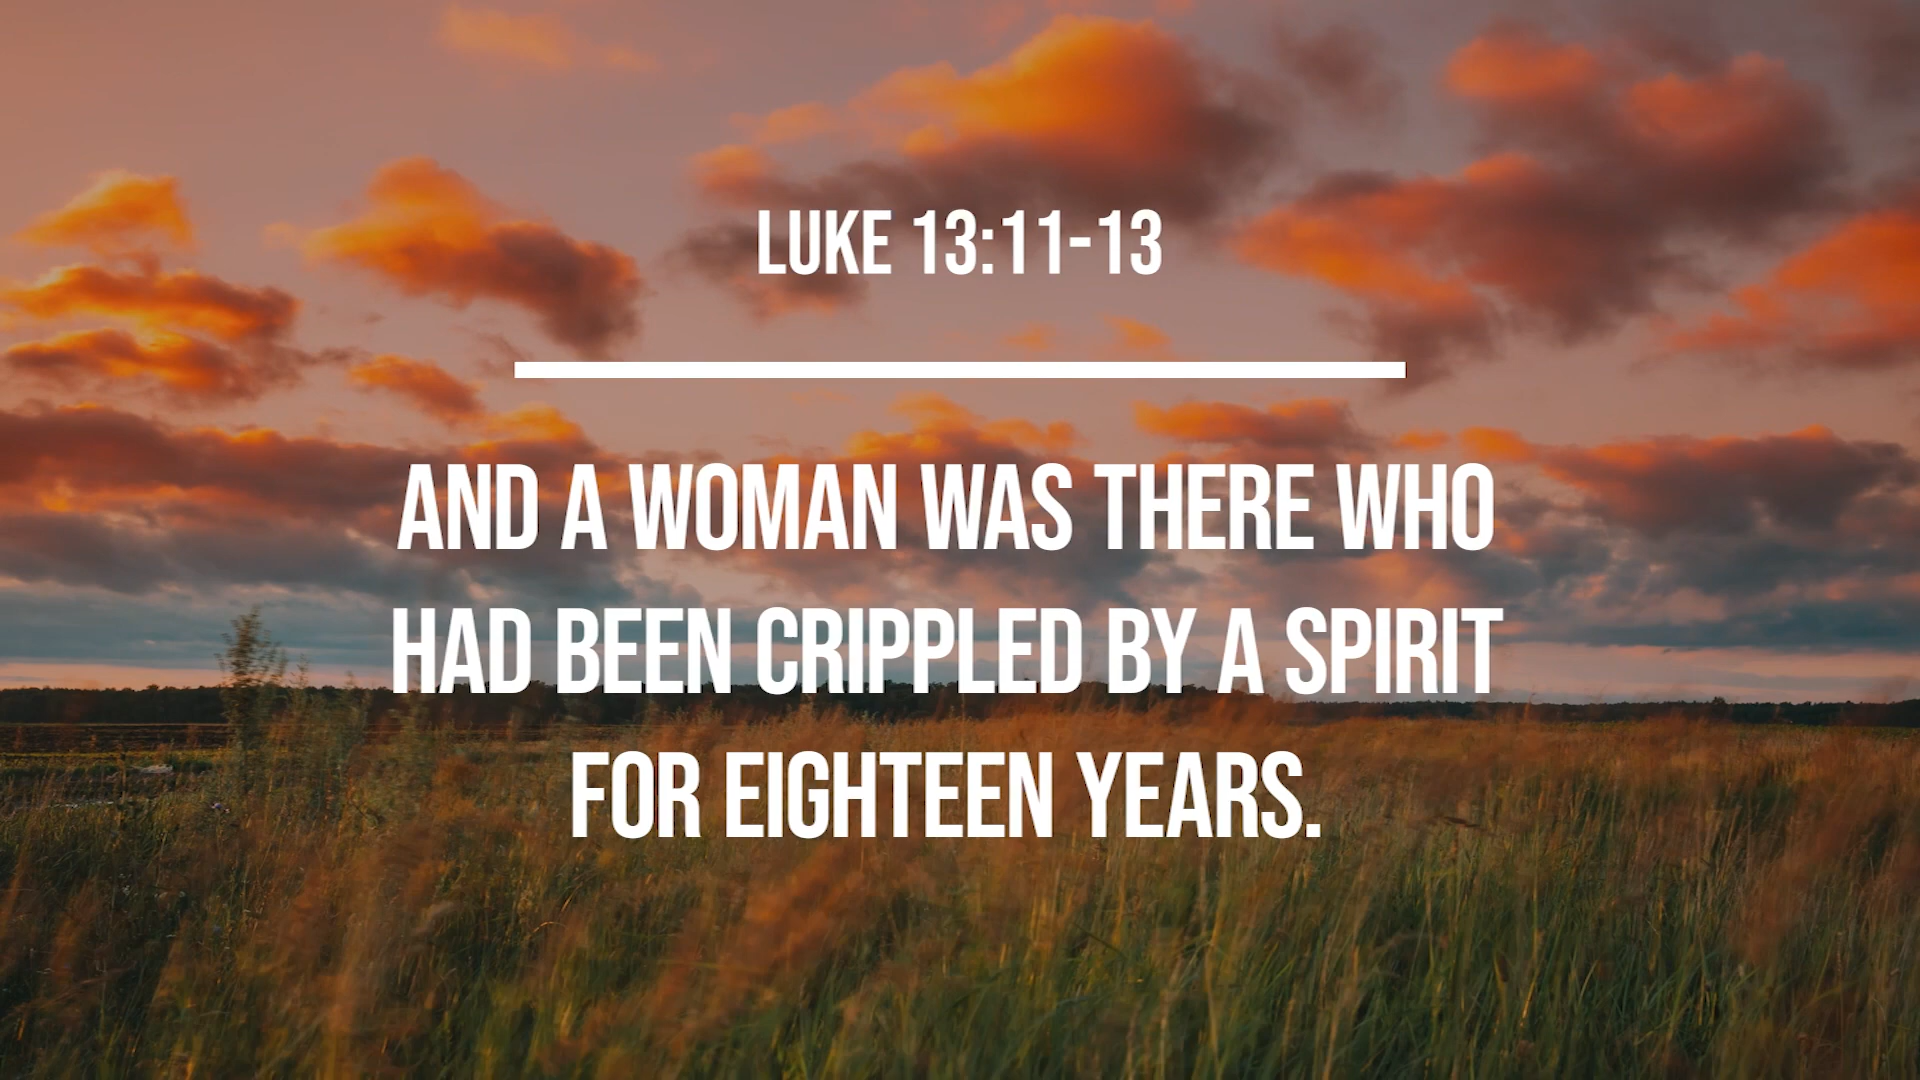 LUKE 13:11-13
AND A WOMAN WAS THERE WHO
HAD BEEN CRIPPLED BY A SPIRIT
FOR EIGHTEEN YEARS.